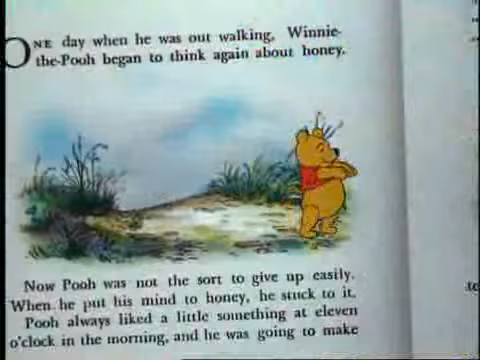 ONE day when he was out walking, Winnie-
the-Pooh began to think again about honey.
Now Pooh was not the sort to give up easily.
When he put his mind to honey, he stuck to it.
Pooh always liked a little something at eleven
o'clock in the morning, and he was going to make